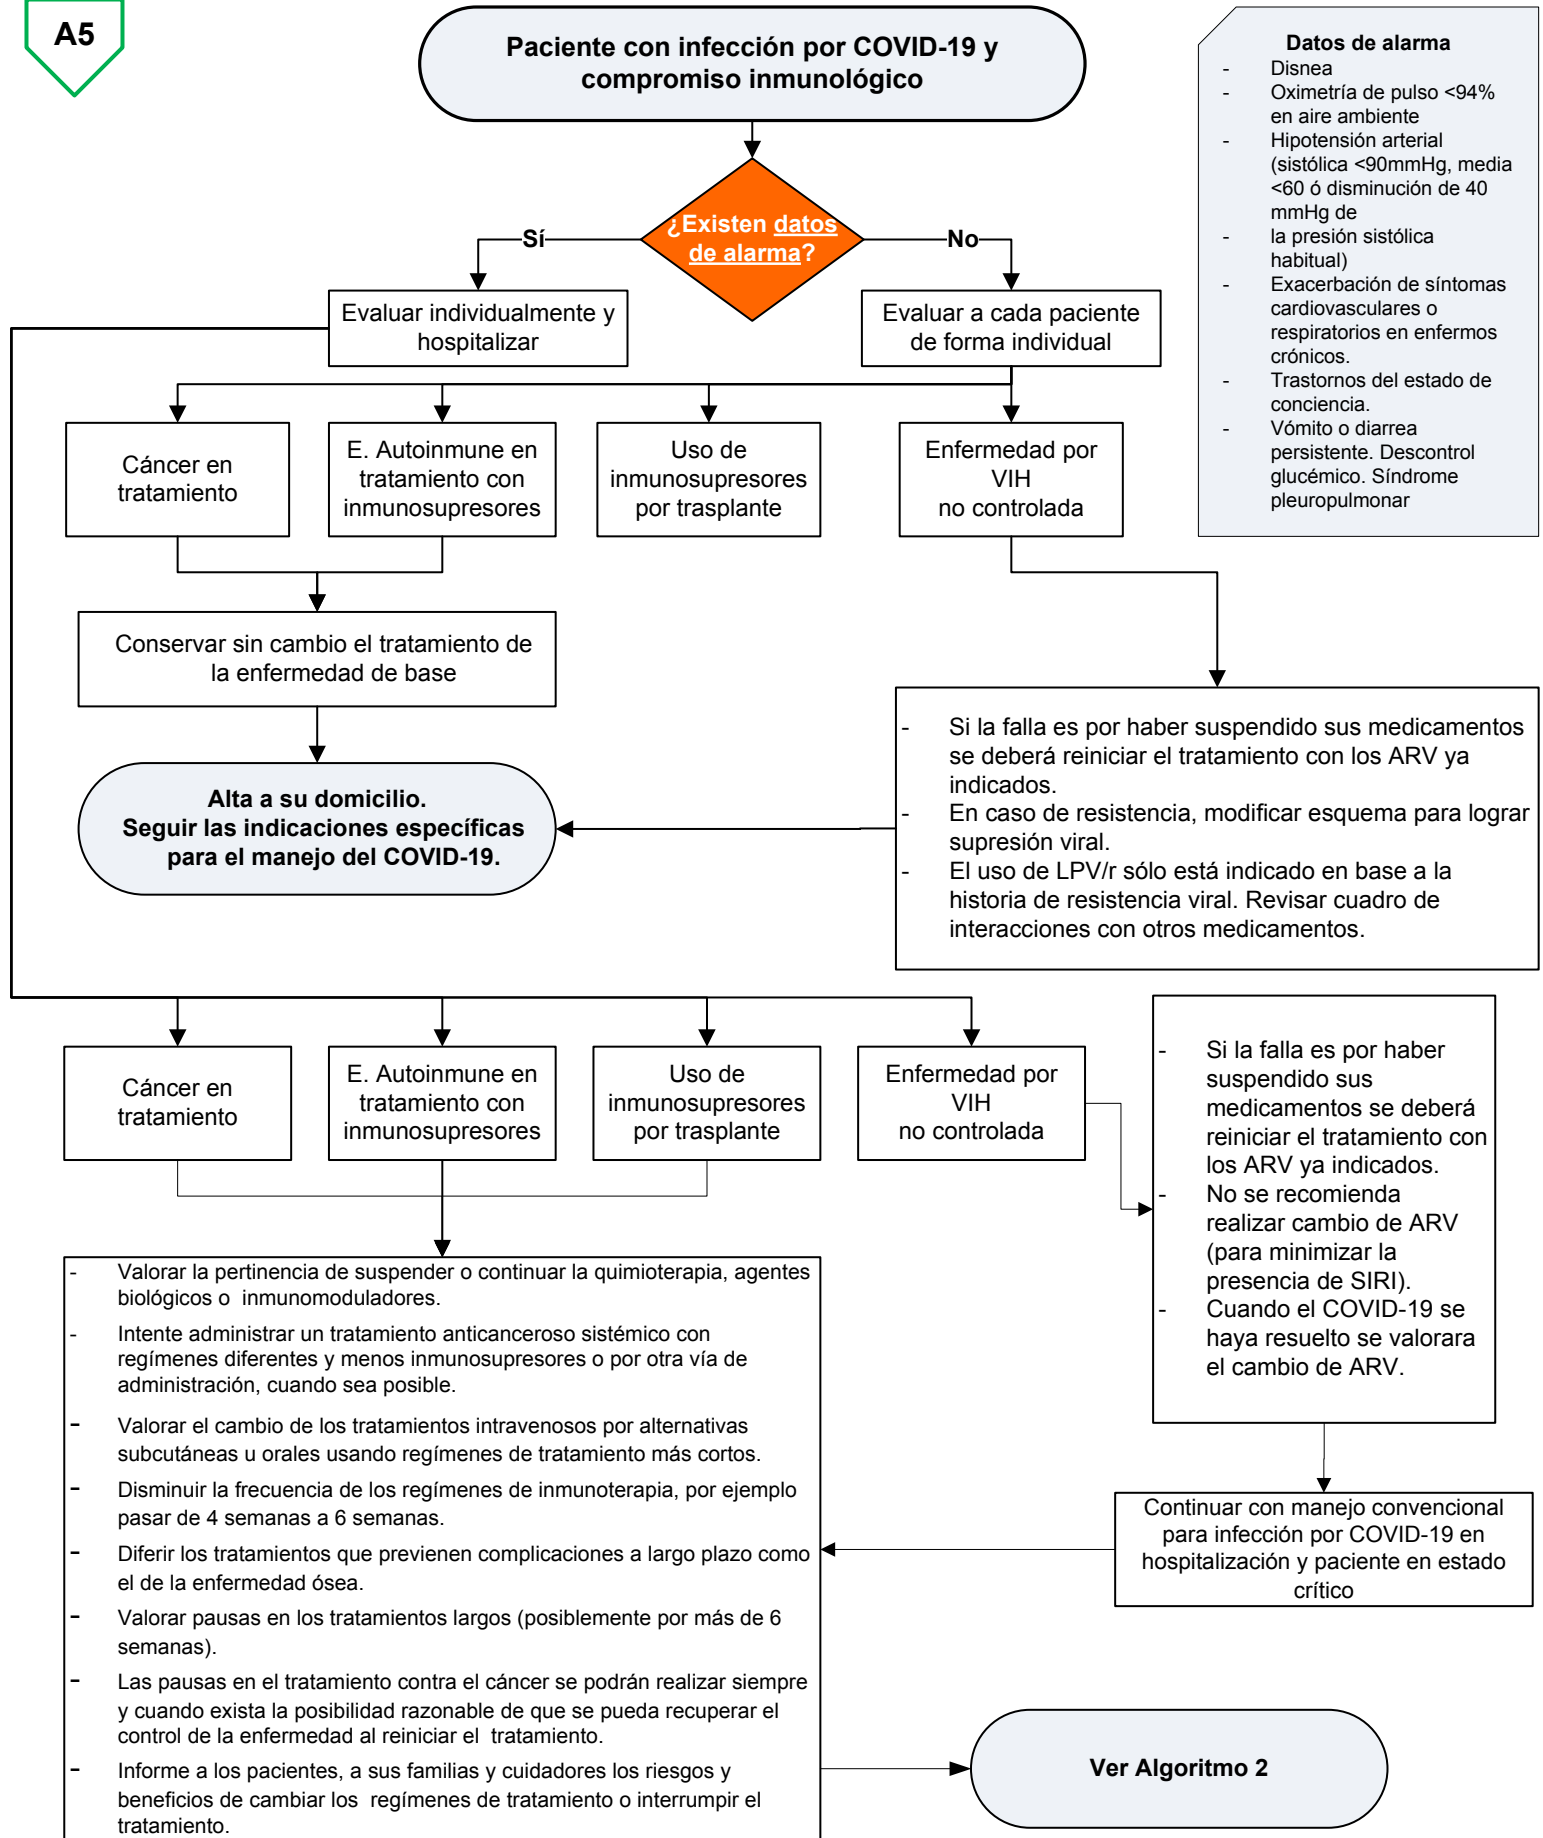 A5
Paciente con infección por COVID-19 y
compromiso inmunológico
Datos de alarma
- Disnea
- Oximetría de pulso <94%
en aire ambiente
- Hipotensión arterial
(sistólica <90mmHg, media
<60 ó disminución de 40
mmHg de
- la presión sistólica
habitual)
- Exacerbación de síntomas
cardiovasculares o
respiratorios en enfermos
crónicos.
- Trastornos del estado de
conciencia.
- Vómito o diarrea
persistente. Descontrol
glucémico. Síndrome
pleuropulmonar
¿Existen datos
de alarma?
Sí
No
Evaluar individualmente y
hospitalizar
Evaluar a cada paciente
de forma individual
Cáncer en
tratamiento
E. Autoinmune en
tratamiento con
inmunosupresores
Uso de
inmunosupresores
por trasplante
Enfermedad por
VIH
no controlada
Conservar sin cambio el tratamiento de
la enfermedad de base
Alta a su domicilio.
Seguir las indicaciones específicas
para el manejo del COVID-19.
- Si la falla es por haber suspendido sus medicamentos
se deberá reiniciar el tratamiento con los ARV ya
indicados.
- En caso de resistencia, modificar esquema para lograr
supresión viral.
- El uso de LPV/r sólo está indicado en base a la
historia de resistencia viral. Revisar cuadro de
interacciones con otros medicamentos.
Cáncer en
tratamiento
E. Autoinmune en
tratamiento con
inmunosupresores
Uso de
inmunosupresores
por trasplante
Enfermedad por
VIH
no controlada
- Si la falla es por haber
suspendido sus
medicamentos se deberá
reiniciar el tratamiento con
los ARV ya indicados.
- No se recomienda
realizar cambio de ARV
(para minimizar la
presencia de SIRI).
- Cuando el COVID-19 se
haya resuelto se valorara
el cambio de ARV.
Continuar con manejo convencional
para infección por COVID-19 en
hospitalización y paciente en estado
crítico
- Valorar la pertinencia de suspender o continuar la quimioterapia, agentes
biológicos o inmunomoduladores.
- Intente administrar un tratamiento anticanceroso sistémico con
regímenes diferentes y menos inmunosupresores o por otra vía de
administración, cuando sea posible.
- Valorar el cambio de los tratamientos intravenosos por alternativas
subcutáneas u orales usando regímenes de tratamiento más cortos.
- Disminuir la frecuencia de los regímenes de inmunoterapia, por ejemplo
pasar de 4 semanas a 6 semanas.
- Diferir los tratamientos que previenen complicaciones a largo plazo como
el de la enfermedad ósea.
- Valorar pausas en los tratamientos largos (posiblemente por más de 6
semanas).
- Las pausas en el tratamiento contra el cáncer se podrán realizar siempre
y cuando exista la posibilidad razonable de que se pueda recuperar el
control de la enfermedad al reiniciar el tratamiento.
- Informe a los pacientes, a sus familias y cuidadores los riesgos y
beneficios de cambiar los regímenes de tratamiento o interrumpir el
tratamiento.
Ver Algoritmo 2